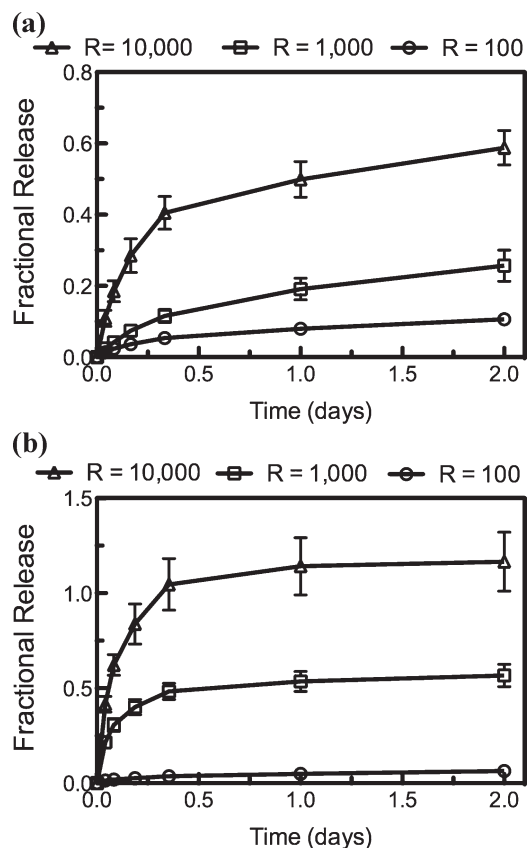 (a)
R= 10,000 R= 1,000 R= 100
0.8
0.6
0.4
0.2
0.0
Fractional Release
0.0 0.5 1.0 1.5 2.0
Time (days)
(b)
R = 10,000 R = 1,000 R = 100
1.5
1.0
0.5
0.0
Fractional Release
0.0 0.5 1.0 1.5 2.0
Time (days)